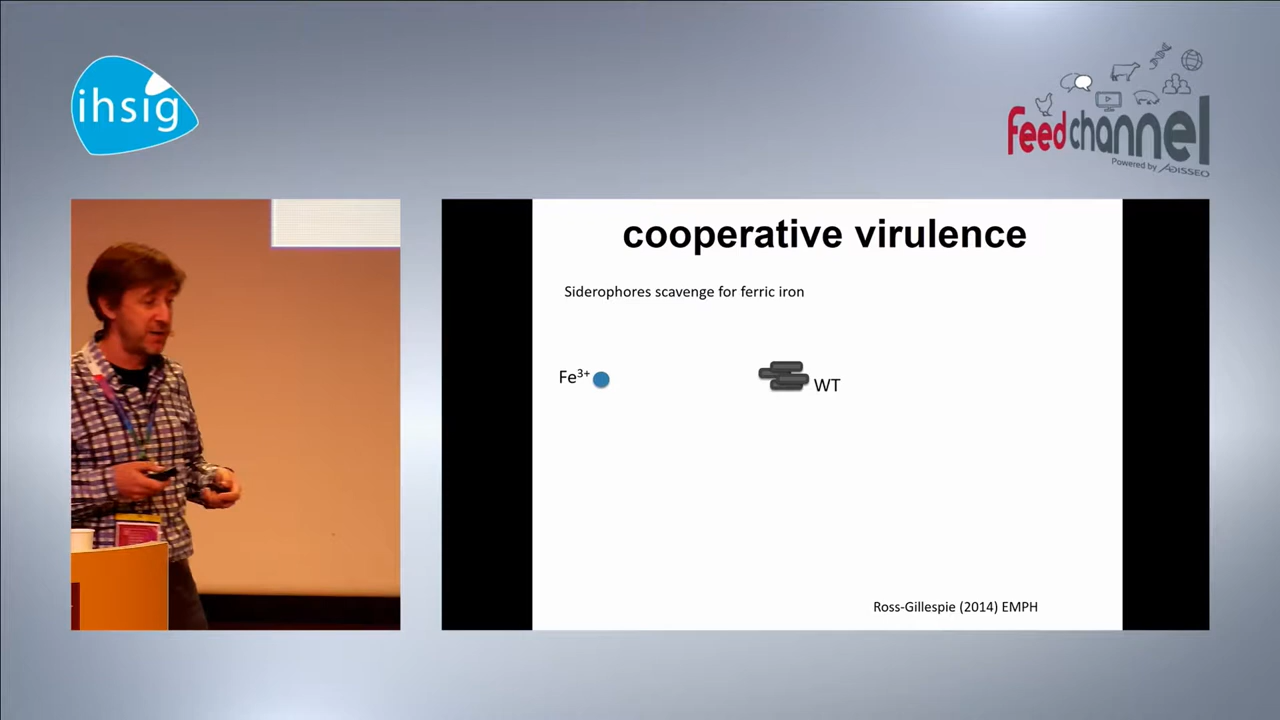 ihsig
feedchannel
Powered by ADISSEO
cooperative virulence
Siderophores scavenge for ferric iron
Fe³⁺
WT
Ross-Gillespie (2014) EMPH